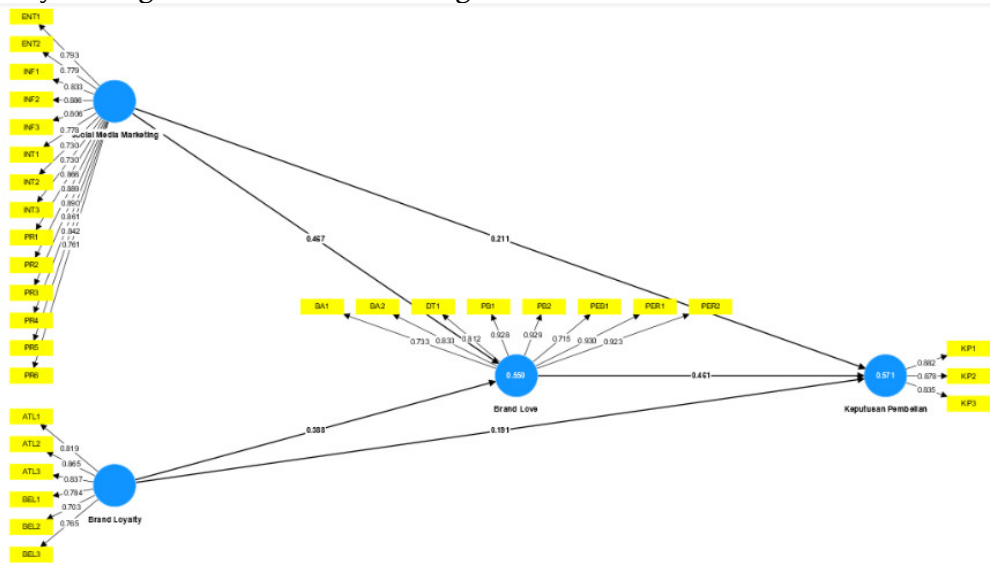 ENT1
ENT2
INF1
INF2
INF3
INT1
INT2
INT3
PR1
PR2
PR3
PR4
PR5
PR6
0.793
0.779
0.833
0.886
0.806
0.778
0.730
0.730
0.866
0.889
0.890
0.861
0.842
0.761
Social Media Marketing
0.467
0.211
BA1
BA2
DT1
PB1
PB2
PEB1
PER1
PER2
0.733
0.833
0.812
0.928
0.929
0.715
0.930
0.923
Brand Love
0.461
0.571
Keputusan Pembelian
KP1
KP2
KP3
0.882
0.878
0.835
0.388
0.191
ATL1
ATL2
ATL3
BEL1
BEL2
BEL3
0.819
0.865
0.837
0.784
0.703
0.765
Brand Loyalty